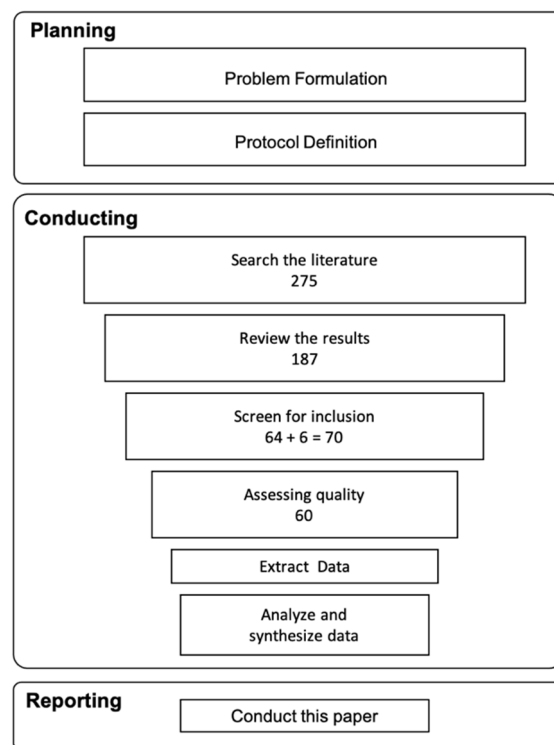 Planning
Problem Formulation
Protocol Definition
Conducting
Search the literature
275
Review the results
187
Screen for inclusion
64 + 6 = 70
Assessing quality
60
Extract Data
Analyze and
synthesize data
Reporting
Conduct this paper